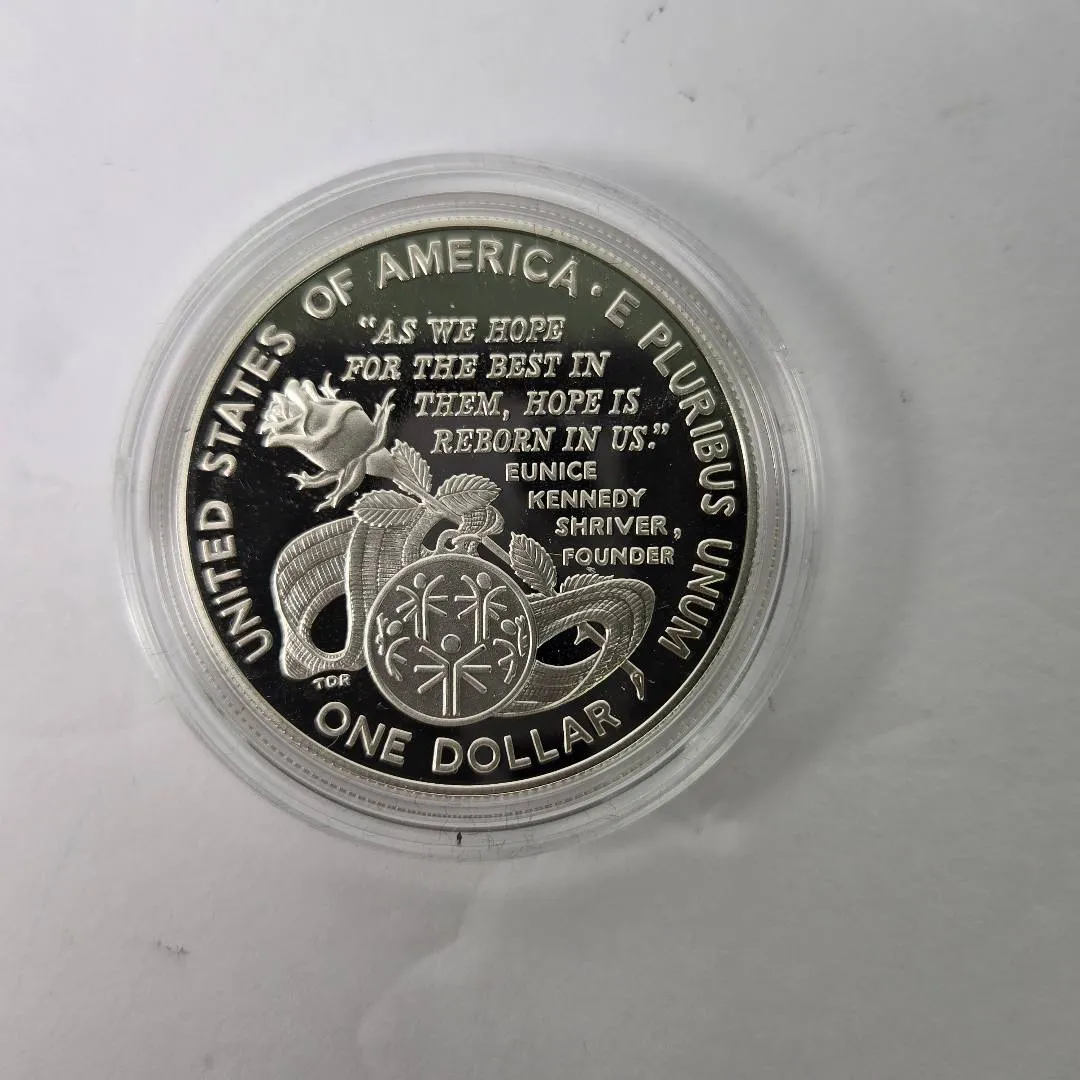 UNITED STATES OF AMERICA · E PLURIBUS UNUM
“AS WE HOPE
FOR THE BEST IN
THEM, HOPE IS
REBORN IN US.”
EUNICE
KENNEDY
SHRIVER,
FOUNDER
TDR
ONE DOLLAR